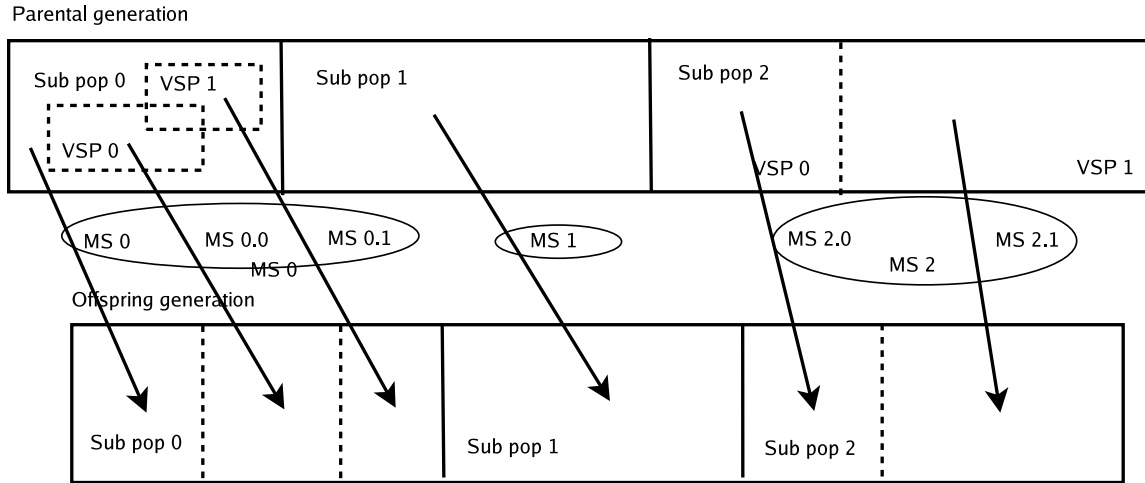 Parental generation
Sub pop 0
VSP 1
VSP 0
Sub pop 1
Sub pop 2
VSP 0
VSP 1
MS 0
MS 0.0
MS 0.1
MS 0
MS 1
MS 2.0
MS 2.1
MS 2
Offspring generation
Sub pop 0
Sub pop 1
Sub pop 2